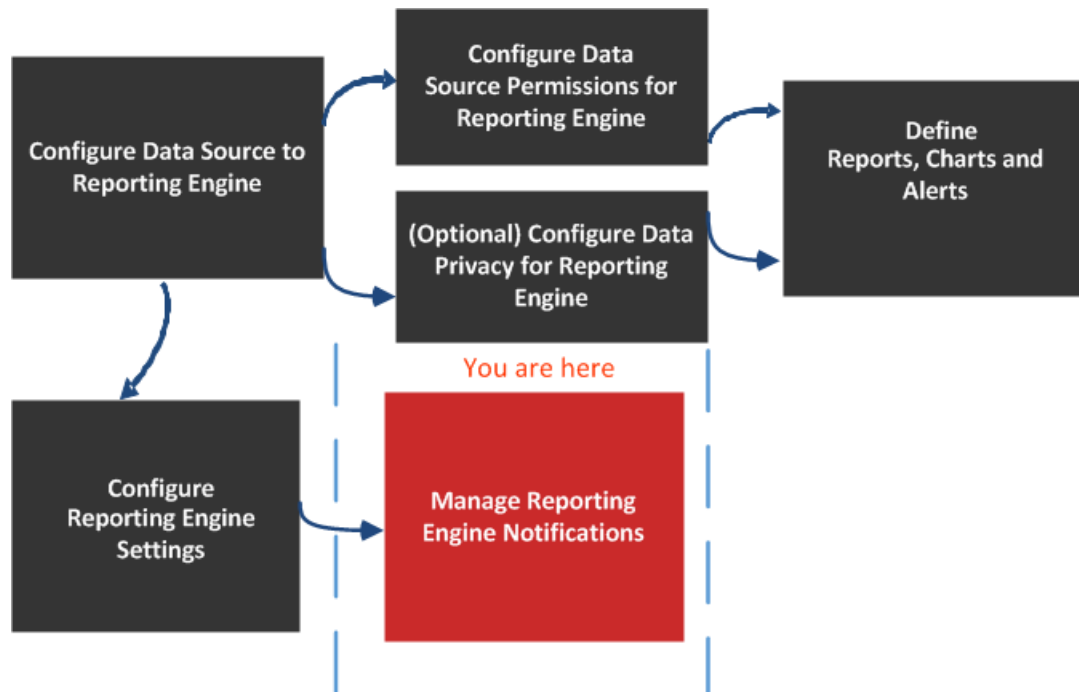 Configure Data Source to
Reporting Engine
Configure Data
Source Permissions for
Reporting Engine
(Optional) Configure Data
Privacy for Reporting
Engine
Define
Reports, Charts and
Alerts
You are here
Configure
Reporting Engine
Settings
Manage Reporting
Engine Notifications